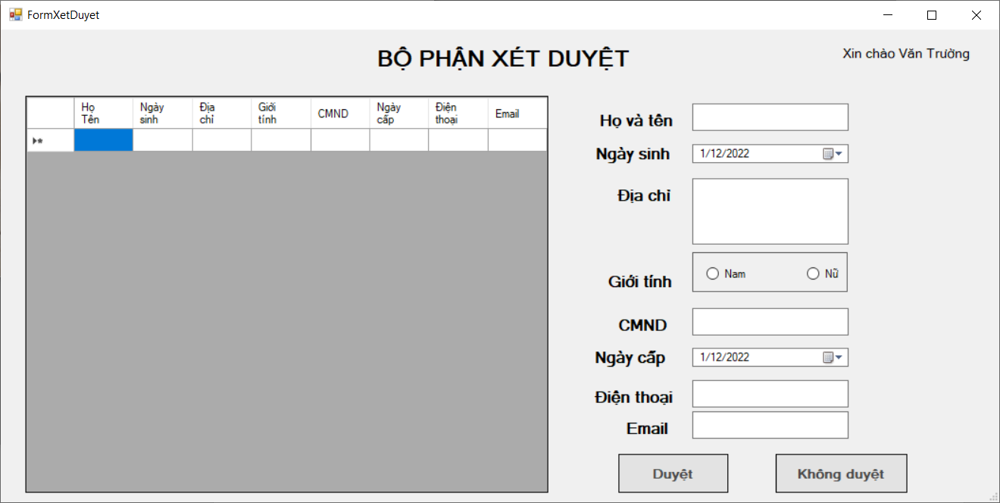 FormXetDuyet
BỘ PHẬN XÉT DUYỆT
Xin chào Văn Trường
Họ Tên
Ngày sinh
Địa chỉ
Giới tính
CMND
Ngày cấp
Điện thoại
Email
Họ và tên
Ngày sinh
1/12/2022
Địa chỉ
Giới tính
Nam
Nữ
CMND
Ngày cấp
1/12/2022
Điện thoại
Email
Duyệt
Không duyệt